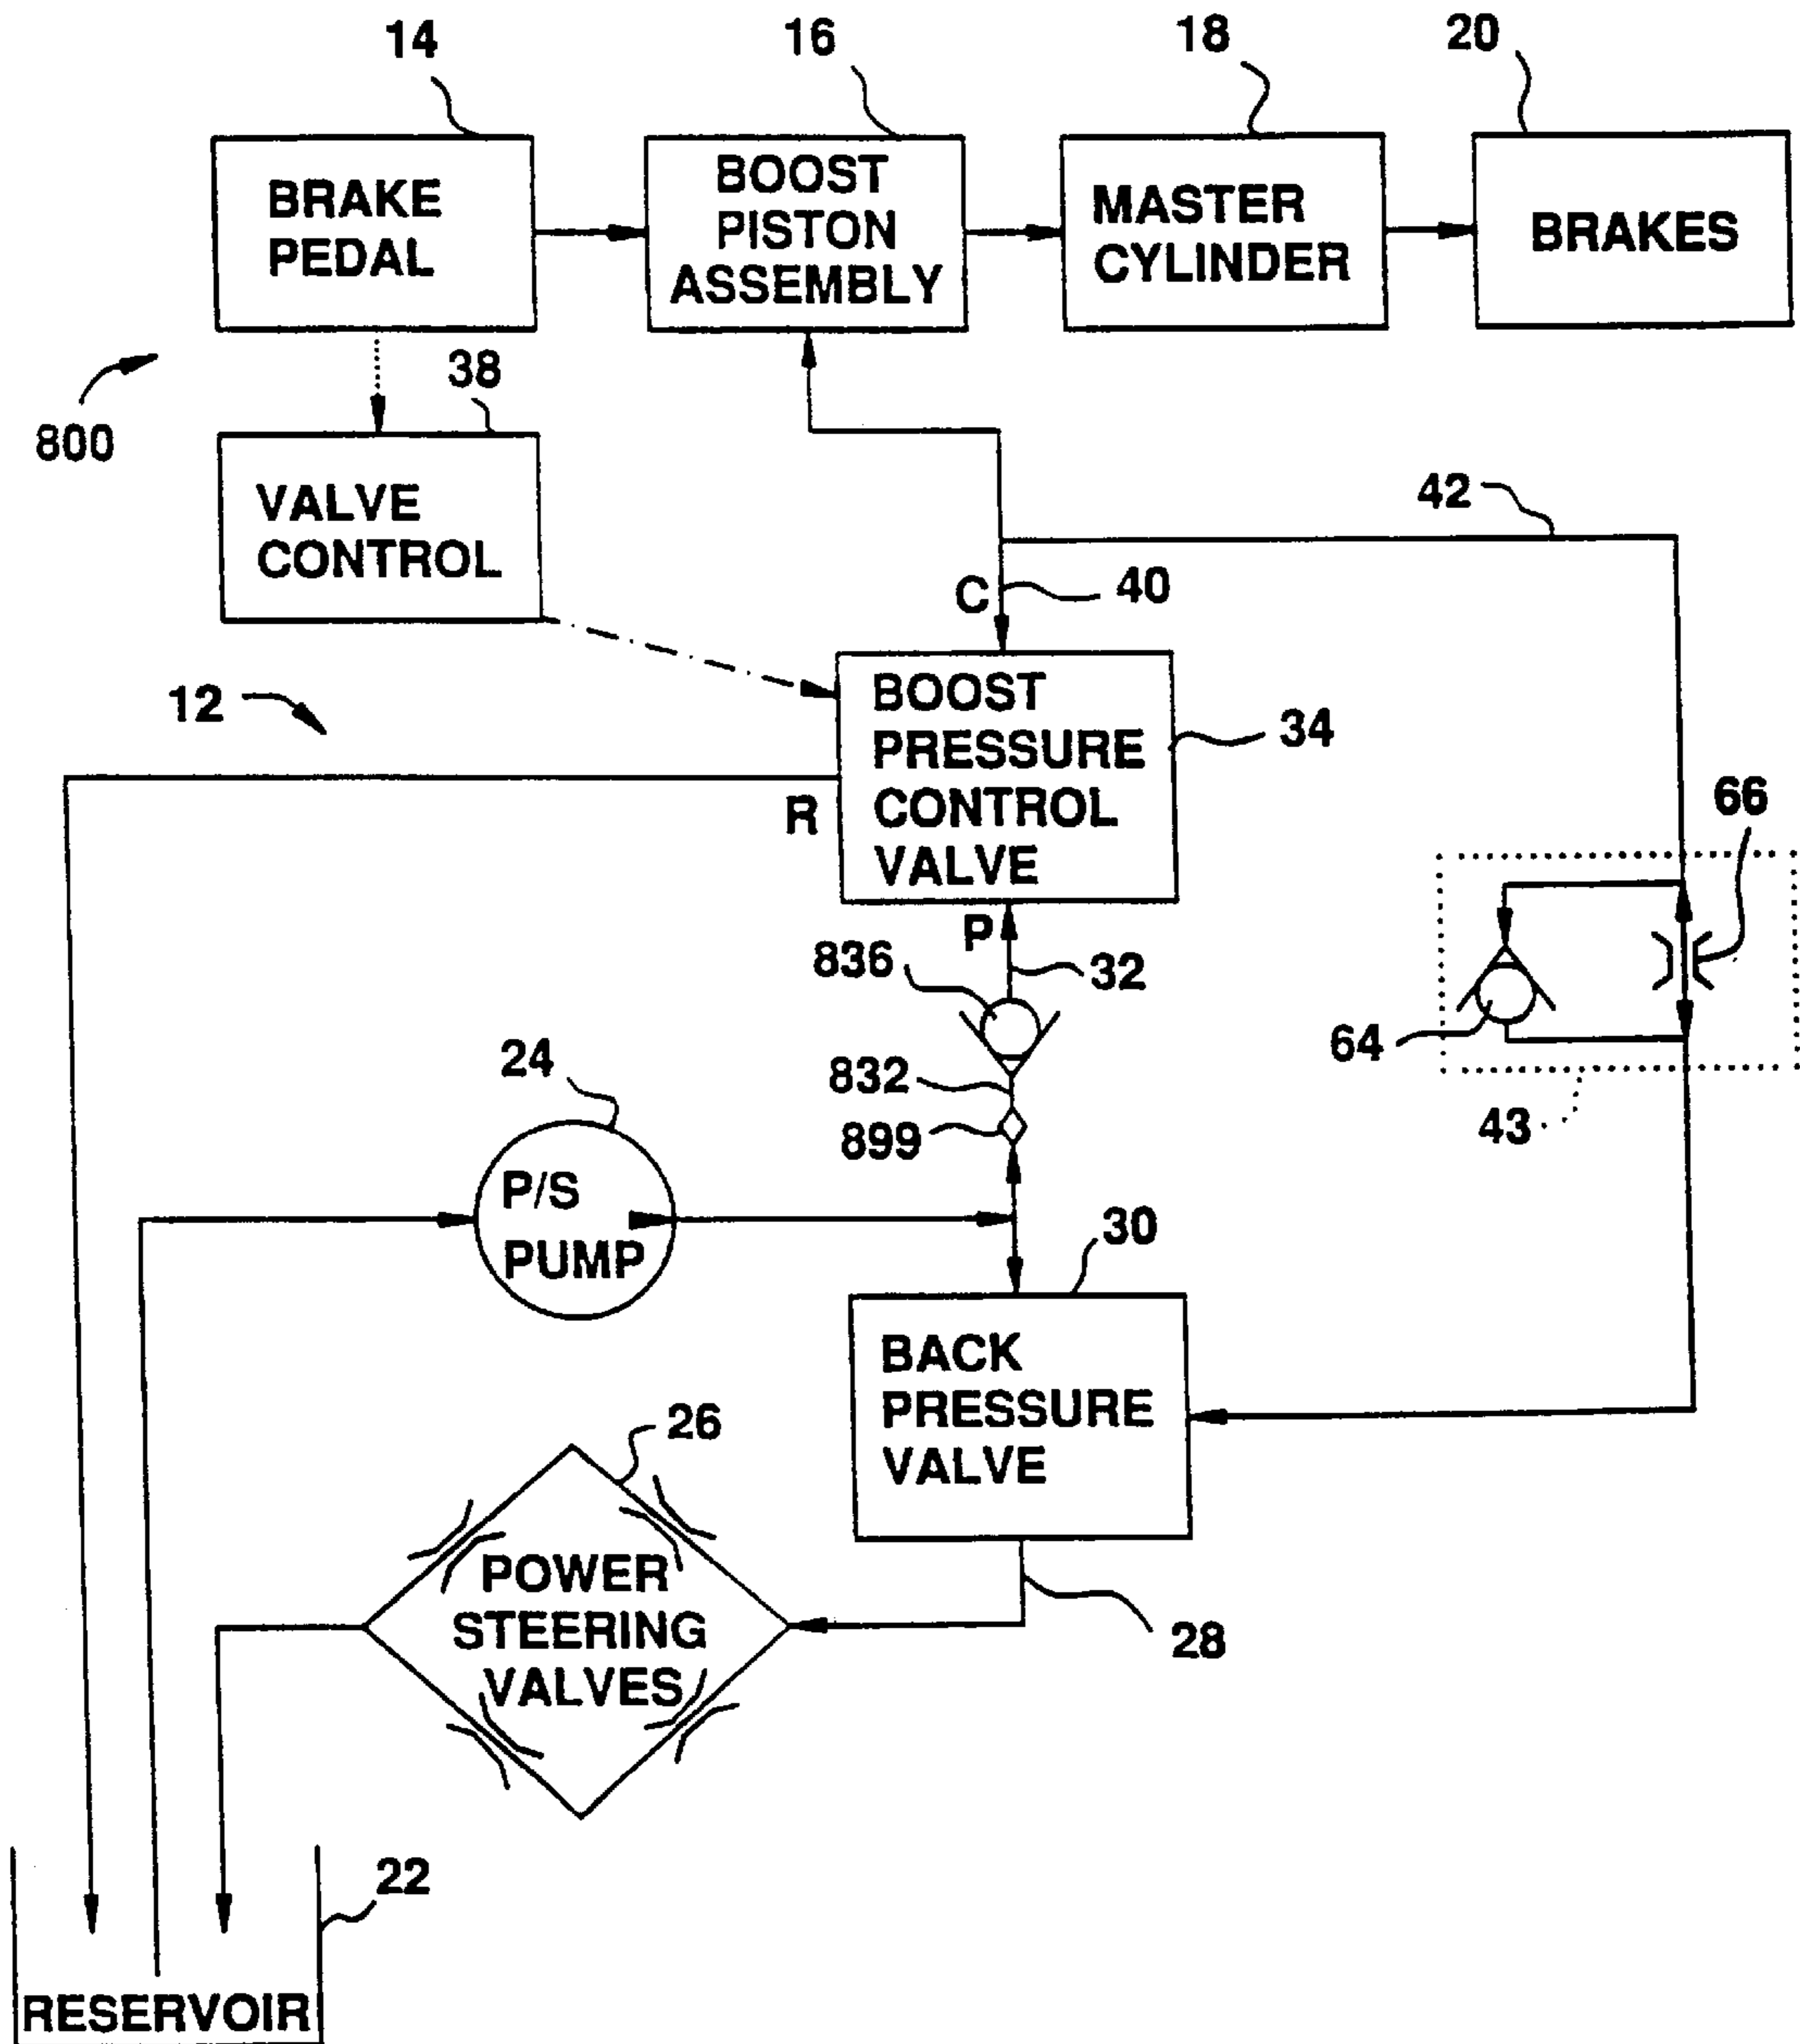 14
16
18
20
BRAKE
PEDAL
BOOST
PISTON
ASSEMBLY
MASTER
CYLINDER
BRAKES
800
38
VALVE
CONTROL
42
C
40
12
BOOST
PRESSURE
CONTROL
VALVE
34
R
66
P
836
32
64
24
832
899
43
P/S
PUMP
30
BACK
PRESSURE
VALVE
26
POWER
STEERING
VALVES
28
22
RESERVOIR